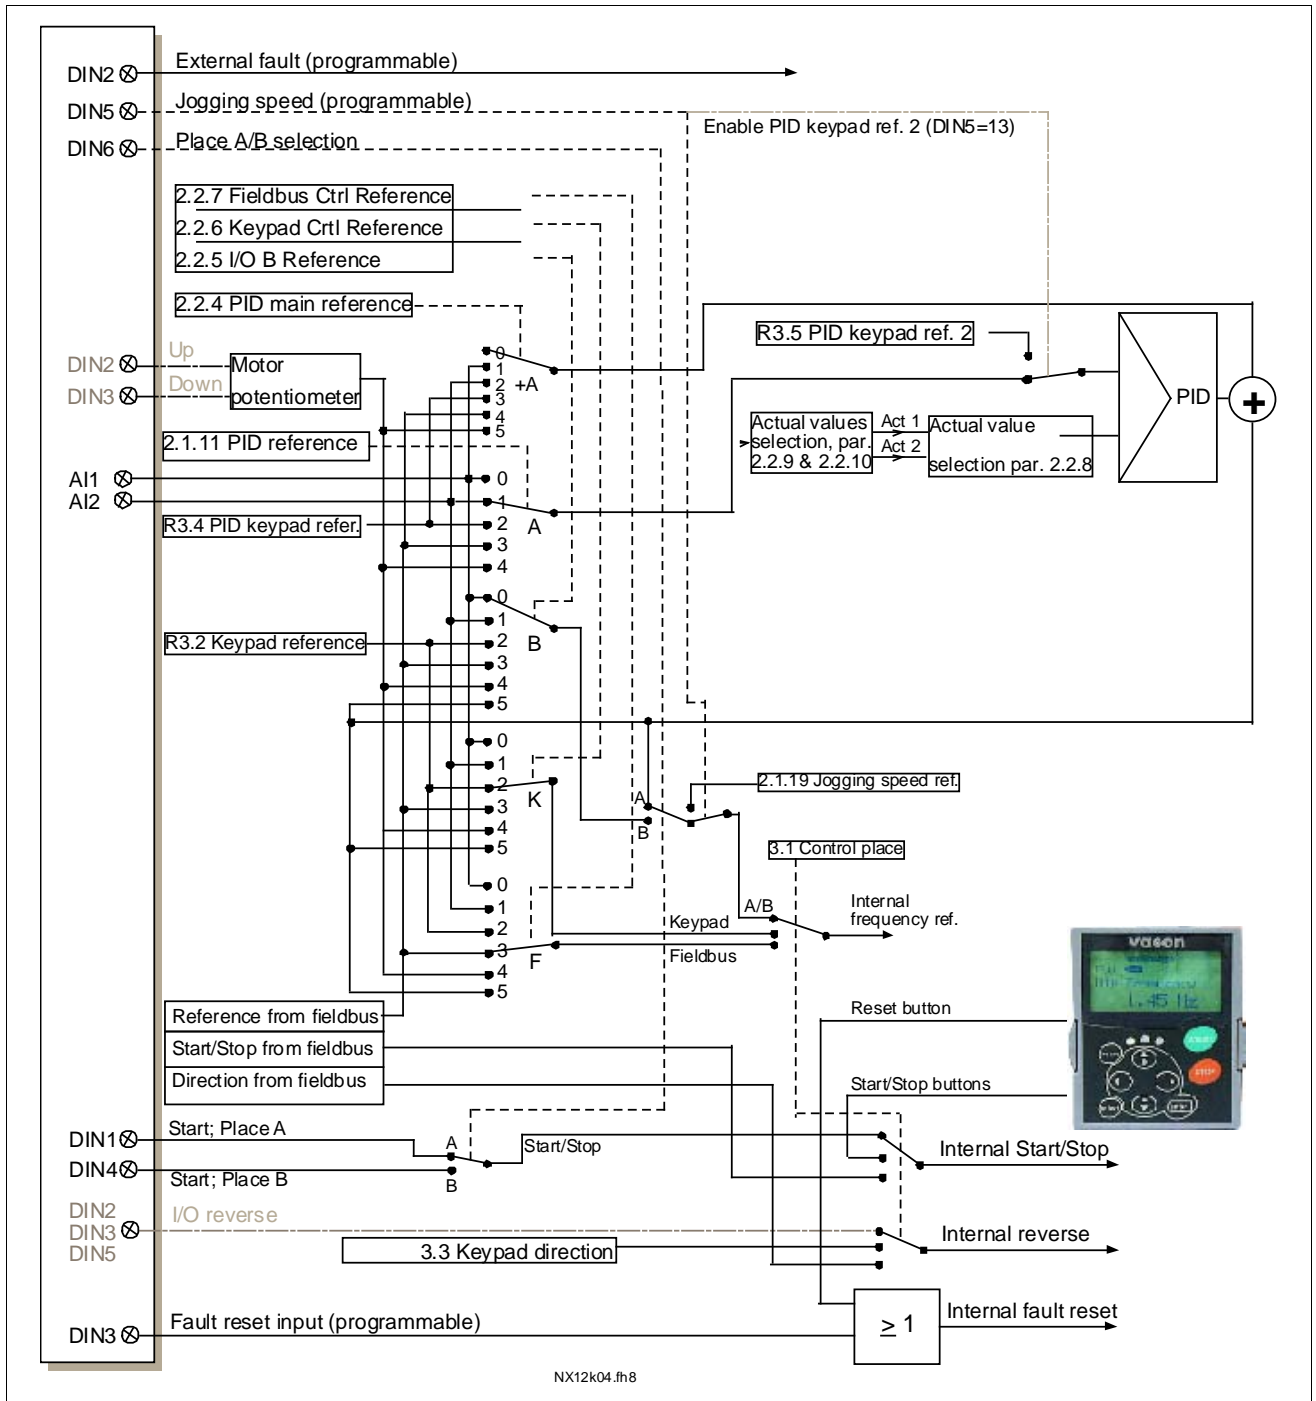 DIN2 External fault (programmable)
DIN5 Jogging speed (programmable)
Enable PID keypad ref. 2 (DIN5=13)
DIN6 Place A/B selection
2.2.7 Fieldbus Ctrl Reference
2.2.6 Keypad Crtl Reference
2.2.5 I/O B Reference
2.2.4 PID main reference
R3.5 PID keypad ref. 2
DIN2 Up
DIN3 Down
Motor
potentiometer
0
1
2
3
4
5
+A
PID
+
2.1.11 PID reference
Actual values
selection, par.
2.2.9 & 2.2.10
Act 1
Act 2
Actual value
selection par. 2.2.8
AI1
AI2
R3.4 PID keypad refer.
0
1
2
3
4
A
R3.2 Keypad reference
0
1
2
3
4
5
B
0
1
2
3
4
5
K
A
B
2.1.19 Jogging speed ref.
3.1 Control place
0
1
2
3
4
5
F
A/B
Keypad
Fieldbus
Internal
frequency ref.
vacon
1.45 Hz
STOP
Reference from fieldbus
Start/Stop from fieldbus
Direction from fieldbus
Reset button
Start/Stop buttons
DIN1 Start; Place A
DIN4 Start; Place B
A
B
Start/Stop
Internal Start/Stop
DIN2
DIN3
DIN5
I/O reverse
3.3 Keypad direction
Internal reverse
DIN3 Fault reset input (programmable)
≥ 1
Internal fault reset
NX12k04.fh8